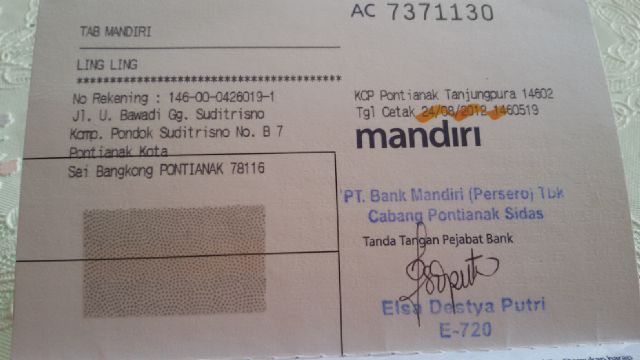 AC 7371130
TAB MANDIRI
LING LING
******************************************
No Rekening : 146-00-0426019-1
Jl. U. Bawadi Gg. Suditrisno
Komp. Pondok Suditrisno No. B 7
Pontianak Kota
Sei Bangkong PONTIANAK 78116
KCP Pontianak Tanjungpura 14602
Tgl Cetak 24/08/2012 1460519
mandiri
PT. Bank Mandiri (Persero) Tbk
Cabang Pontianak Sidas
Tanda Tangan Pejabat Bank
Elsa Destya Putri
E-720